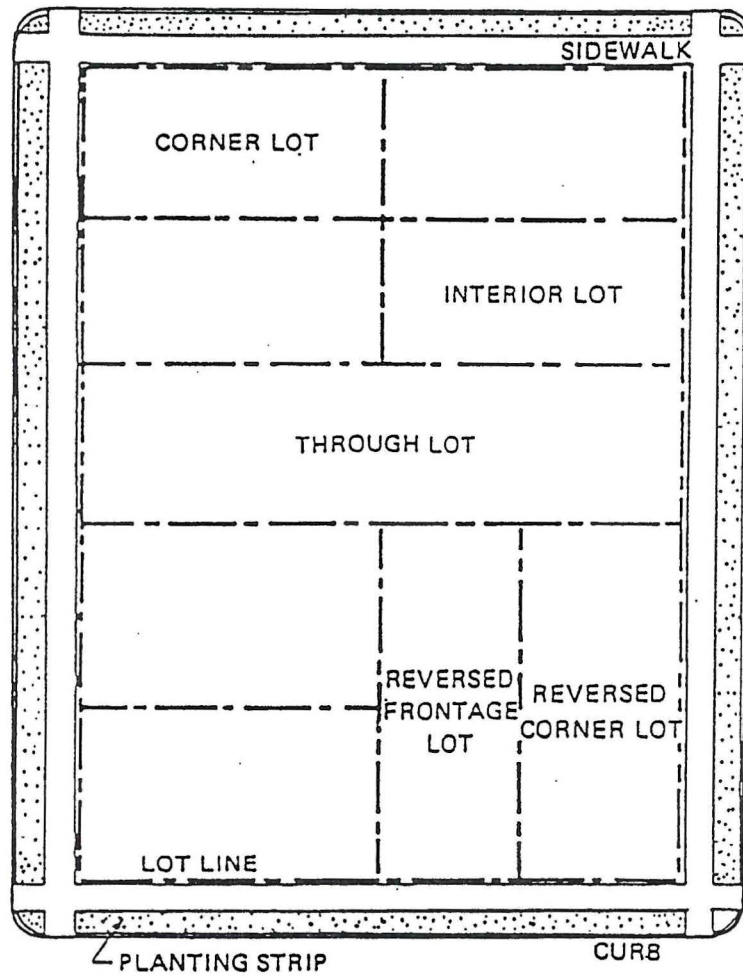 SIDEWALK
CORNER LOT
INTERIOR LOT
THROUGH LOT
REVERSED
FRONTAGE
LOT
REVERSED
CORNER LOT
LOT LINE
PLANTING STRIP
CURB